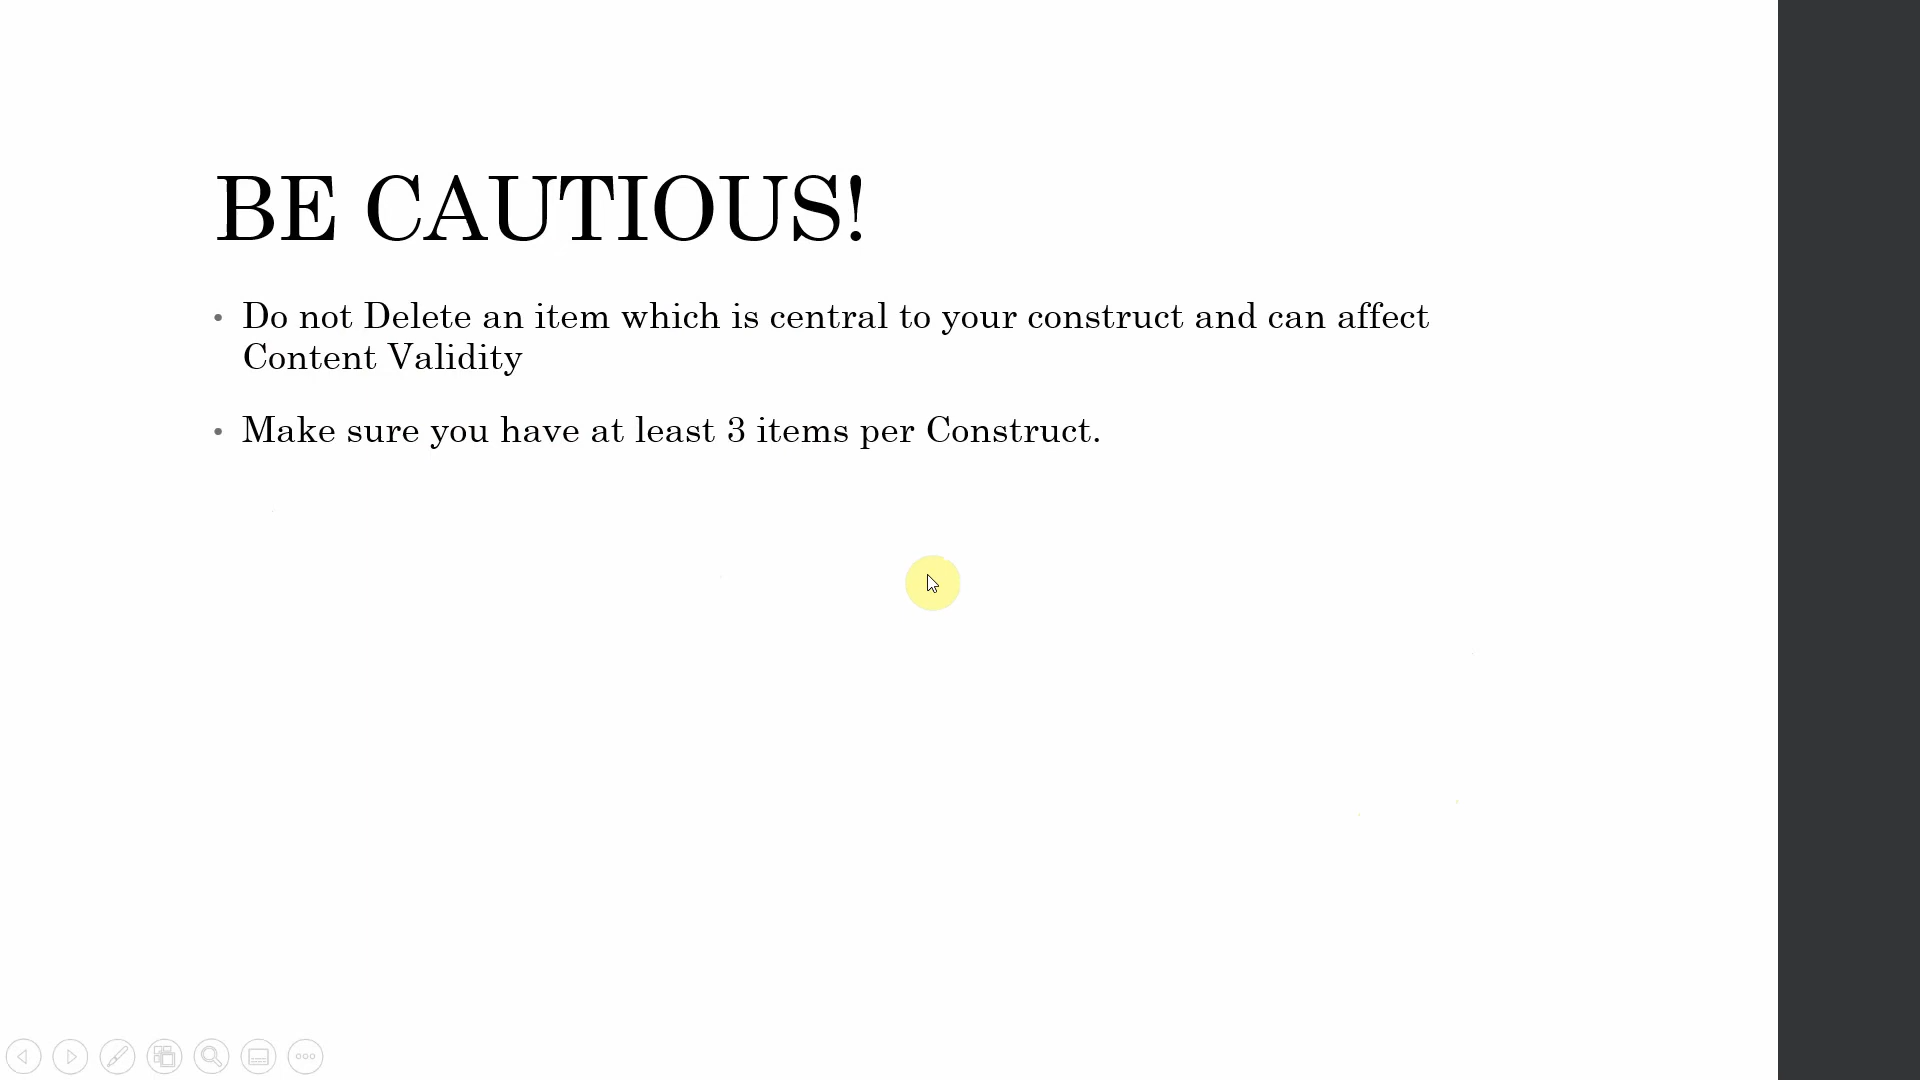 BE CAUTIOUS!
• Do not Delete an item which is central to your construct and can affect
Content Validity
• Make sure you have at least 3 items per Construct.